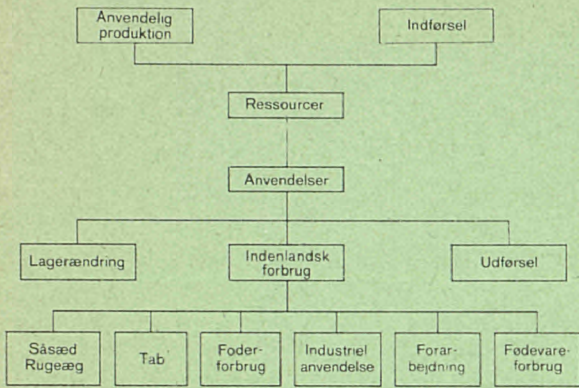 Anvendelig
produktion
Indførsel
Ressourcer
Anvendelser
Lagerændring
Indenlandsk
forbrug
Udførsel
Såsæd
Rugeæg
Tab
Foder-
forbrug
Industriel
anvendelse
Forar-
bejdning
Fødevare-
forbrug